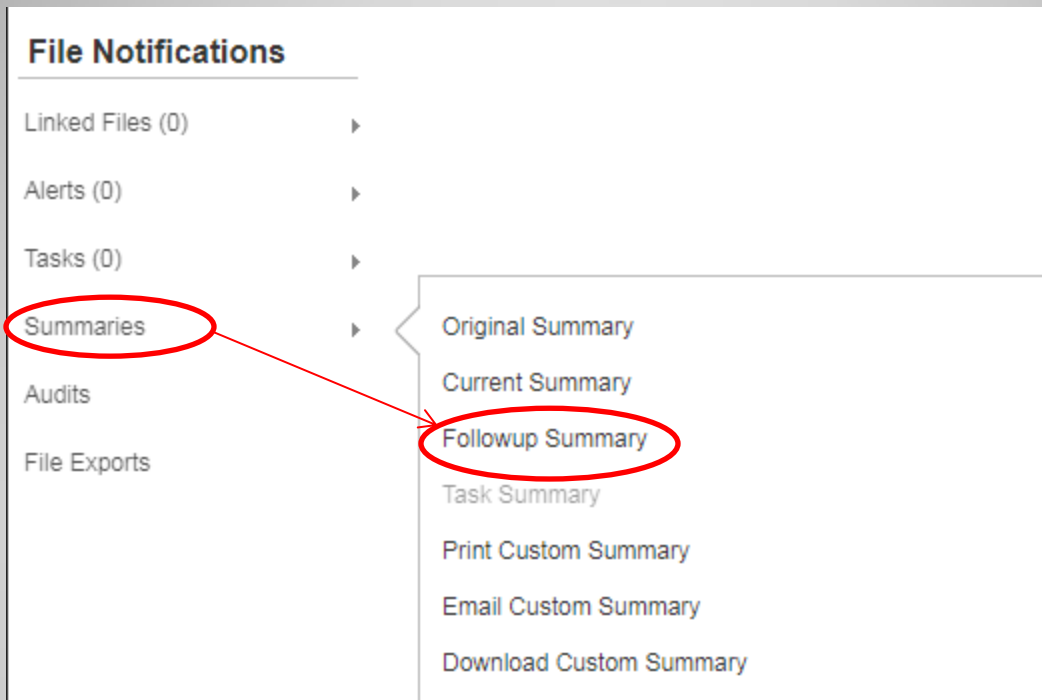 File Notifications
Linked Files (0)
Alerts (0)
Tasks (0)
Summaries
Audits
File Exports
Original Summary
Current Summary
Followup Summary
Task Summary
Print Custom Summary
Email Custom Summary
Download Custom Summary